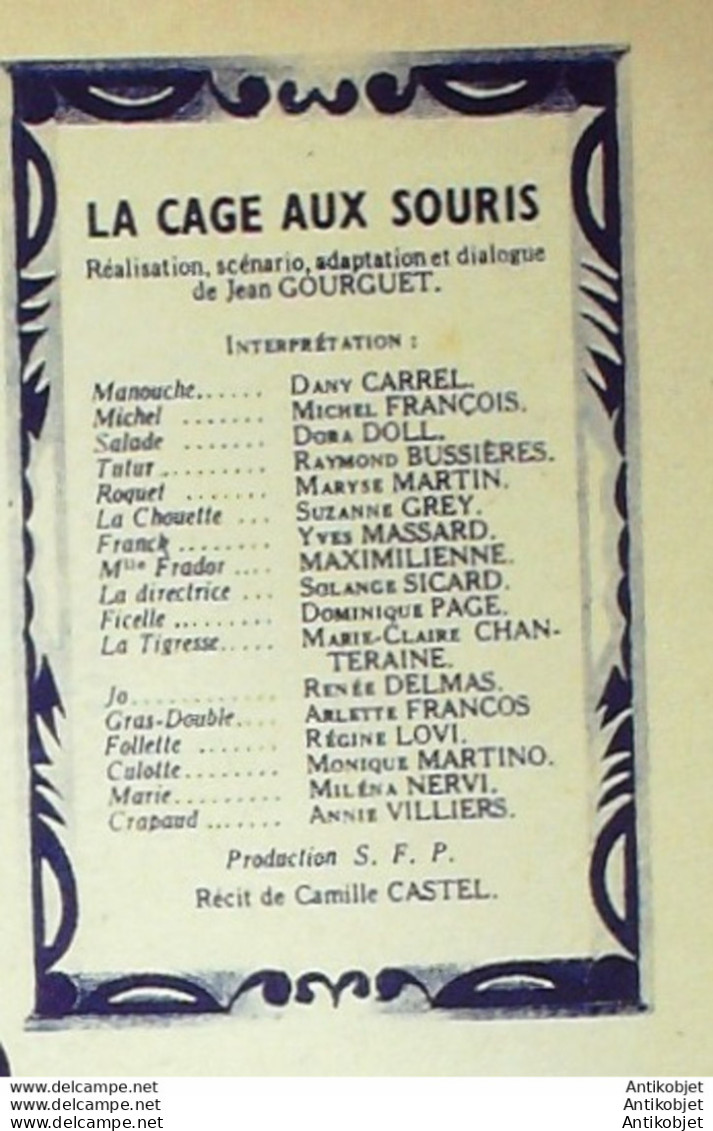 LA CAGE AUX SOURIS
Réalisation, scénario, adaptation et dialogue
de Jean GOURGUET.
INTERPRÉTATION :
Manouche...... DANY CARREL.
Michel ....... MICHEL FRANÇOIS.
Salade ....... DORA DOLL.
Tutur ......... RAYMOND BUSSIÈRES.
Roquet ....... MARYSE MARTIN.
La Chouette ... SUZANNE GREY.
Franck ........ YVES MASSARD.
Mlle Frador .... MAXIMILIENNE.
La directrice ... SOLANGE SICARD.
Ficelle ......... DOMINIQUE PAGE.
La Tigresse..... MARIE-CLAIRE CHAN-
TERAINE.
Jo............ RENÉE DELMAS.
Gras-Double.... ARLETTE FRANCOS
Follette ....... RÉGINE LOVI.
Culotte........ MONIQUE MARTINO.
Marie......... MILÉNA NERVI.
Crapaud ....... ANNIE VILLIERS.
Production S. F. P.
Récit de Camille CASTEL.
www.delcampe.net Antikobjet
www.delcampe.net Antikobjet
www.delcampe.net Antikobjet